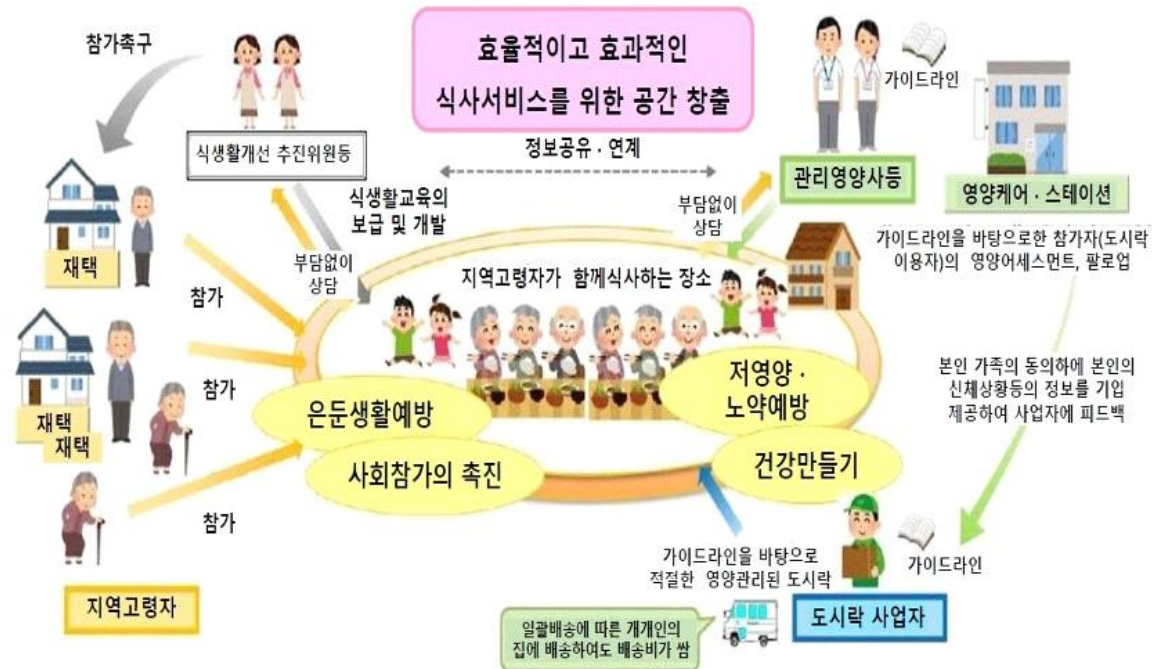 효율적이고 효과적인
식사서비스를 위한 공간 창출
참가촉구
식생활개선 추진위원등
정보공유 · 연계
가이드라인
관리영양사등
영양케어 · 스테이션
식생활교육의
보급 및 개발
부담없이
상담
부담없이
상담
가이드라인을 바탕으로한 참가자(도시락
이용자)의 영양어세스먼트, 팔로업
재택
참가
지역고령자가 함께식사하는 장소
본인 가족의 동의하에 본인의
신체상황등의 정보를 기입
제공하여 사업자에 피드백
재택
재택
참가
은둔생활예방
저영양 ·
노약예방
사회참가의 촉진
건강만들기
참가
가이드라인을 바탕으로
적절한 영양관리된 도시락
가이드라인
지역고령자
일괄배송에 따른 개개인의
집에 배송하여도 배송비가 쌈
도시락 사업자